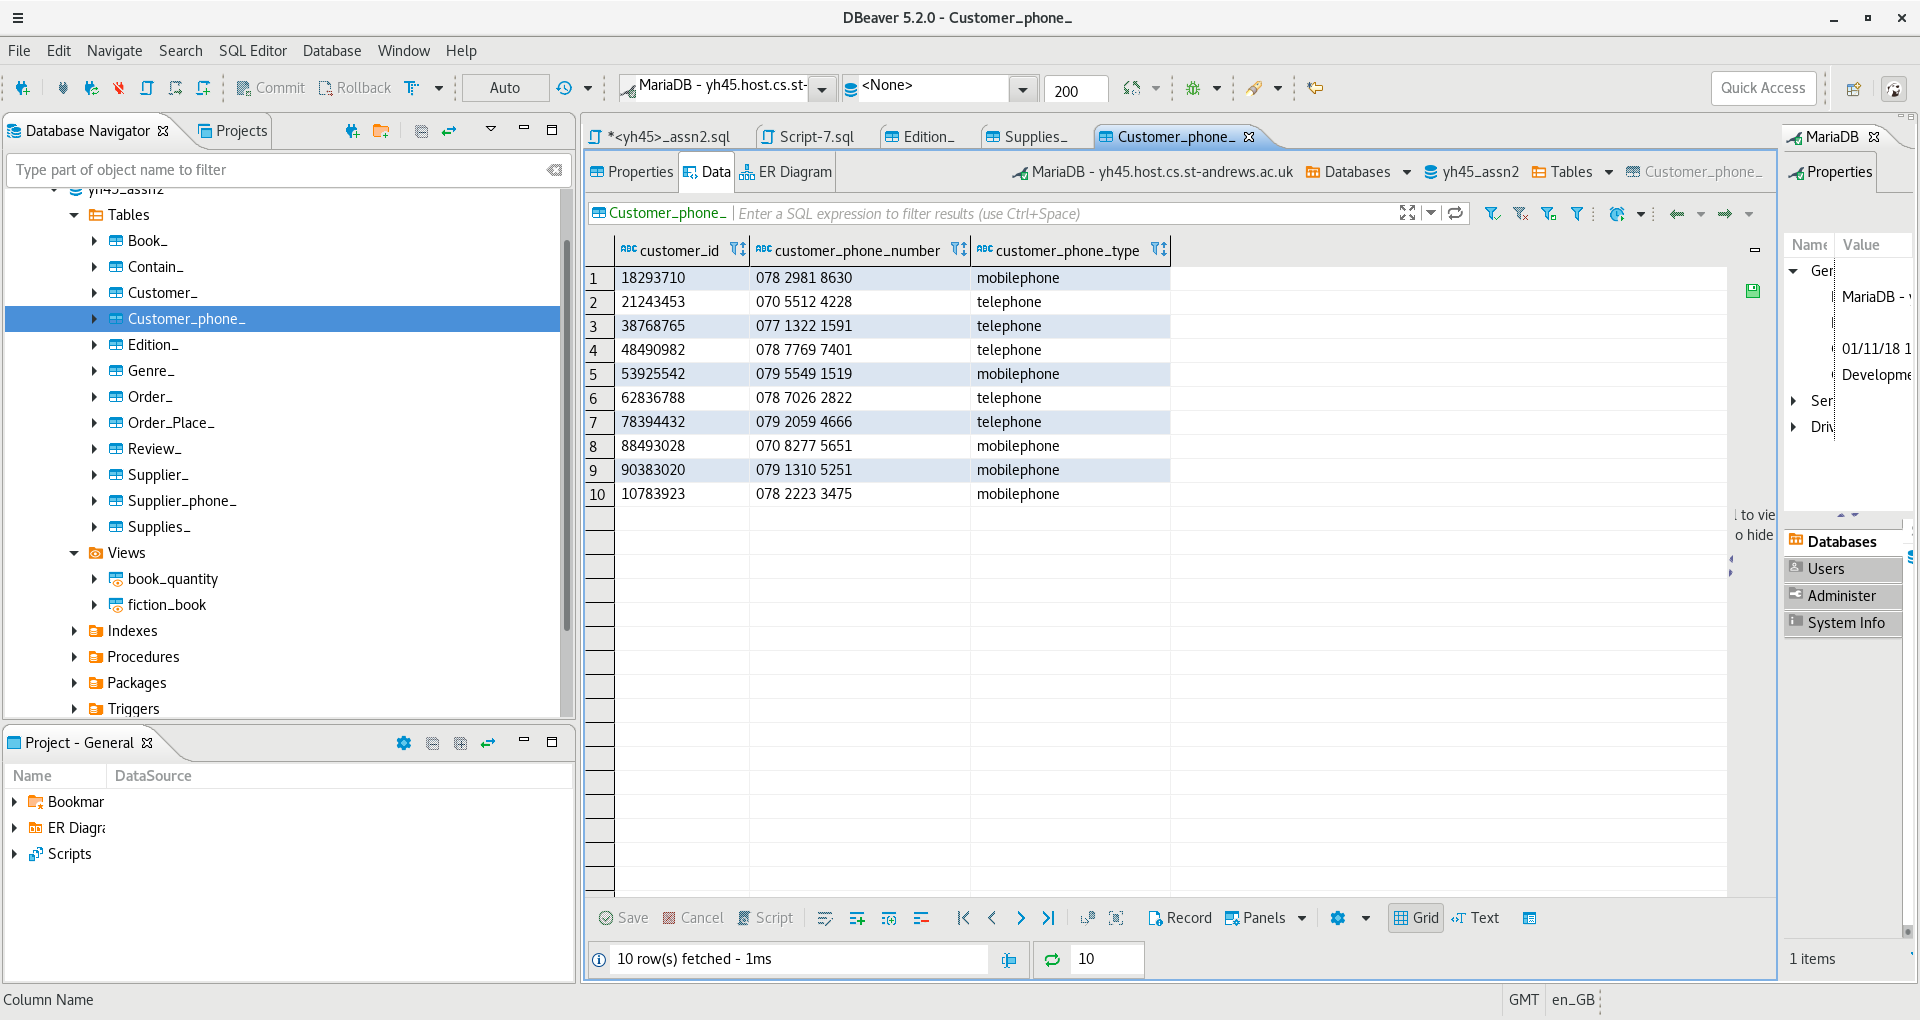 DBeaver 5.2.0 - Customer_phone_
File Edit Navigate Search SQL Editor Database Window Help
Commit Rollback Auto MariaDB - yh45.host.cs.st- <None> 200 Quick Access
Database Navigator Projects
Type part of object name to filter
yh45_assn2
Tables
Book_
Contain_
Customer_
Customer_phone_
Edition_
Genre_
Order_
Order_Place_
Review_
Supplier_
Supplier_phone_
Supplies_
Views
book_quantity
fiction_book
Indexes
Procedures
Packages
Triggers
Project - General
Name DataSource
Bookmar
ER Diagra
Scripts
*<yh45>_assn2.sql Script-7.sql Edition_ Supplies_ Customer_phone_
Properties Data ER Diagram MariaDB - yh45.host.cs.st-andrews.ac.uk Databases yh45_assn2 Tables Customer_phone_
Customer_phone_ Enter a SQL expression to filter results (use Ctrl+Space)
ABC customer_id ABC customer_phone_number ABC customer_phone_type
1 18293710 078 2981 8630 mobilephone
2 21243453 070 5512 4228 telephone
3 38768765 077 1322 1591 telephone
4 48490982 078 7769 7401 telephone
5 53925542 079 5549 1519 mobilephone
6 62836788 078 7026 2822 telephone
7 78394432 079 2059 4666 telephone
8 88493028 070 8277 5651 mobilephone
9 90383020 079 1310 5251 mobilephone
10 10783923 078 2223 3475 mobilephone
to vie
o hide
Save Cancel Script Record Panels Grid Text
10 row(s) fetched - 1ms 10
MariaDB
Properties
Name Value
Ger
MariaDB -
01/11/18 1
Developme
Ser
Driv
Databases
Users
Administer
System Info
1 items
Column Name GMT en_GB